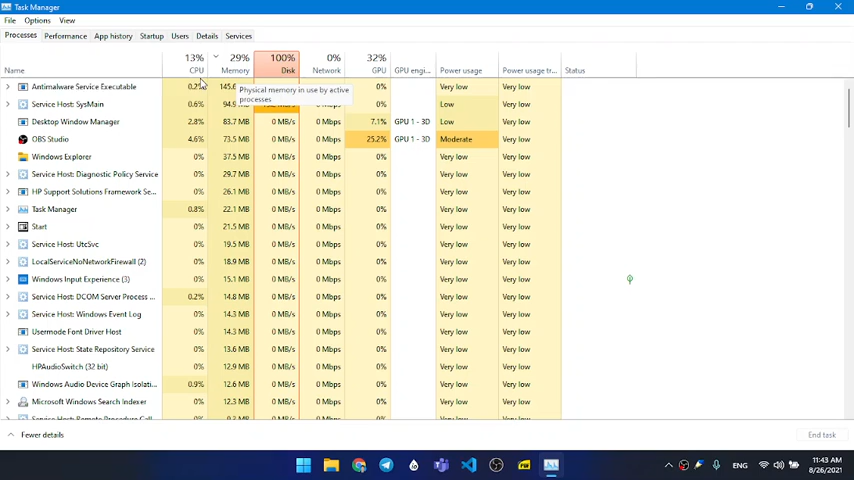 Task Manager
File Options View
Processes Performance App history Startup Users Details Services
13% 29% 100% 0% 32%
Name CPU Memory Disk Network GPU GPU engi... Power usage Power usage tr... Status
Antimalware Service Executable 0.2% 145.6 0% Very low Very low
Physical memory in use by active processes
Service Host: SysMain 0.6% 94.9 MB 0 Mbps 0% Low Very low
Desktop Window Manager 2.8% 83.7 MB 0 MB/s 0 Mbps 7.1% GPU 1 - 3D Low Very low
OBS Studio 4.6% 73.5 MB 0 MB/s 0 Mbps 25.2% GPU 1 - 3D Moderate Very low
Windows Explorer 0% 37.5 MB 0 MB/s 0 Mbps 0% Very low Very low
Service Host: Diagnostic Policy Service 0% 29.7 MB 0 MB/s 0 Mbps 0% Very low Very low
HP Support Solutions Framework Se... 0% 26.1 MB 0 MB/s 0 Mbps 0% Very low Very low
Task Manager 0.8% 22.1 MB 0 MB/s 0 Mbps 0% Very low Very low
Start 0% 21.5 MB 0 MB/s 0 Mbps 0% Very low Very low
Service Host: UtcSvc 0% 19.5 MB 0 MB/s 0 Mbps 0% Very low Very low
LocalServiceNoNetworkFirewall (2) 0% 18.9 MB 0 MB/s 0 Mbps 0% Very low Very low
Windows Input Experience (3) 0% 15.1 MB 0 MB/s 0 Mbps 0% Very low Very low
Service Host: DCOM Server Process ... 0.2% 14.8 MB 0 MB/s 0 Mbps 0% Very low Very low
Service Host: Windows Event Log 0% 14.3 MB 0 MB/s 0 Mbps 0% Very low Very low
Usermode Font Driver Host 0% 14.3 MB 0 MB/s 0 Mbps 0% Very low Very low
Service Host: State Repository Service 0% 13.6 MB 0 MB/s 0 Mbps 0% Very low Very low
HPAudioSwitch (32 bit) 0% 12.9 MB 0 MB/s 0 Mbps 0% Very low Very low
Windows Audio Device Graph Isolati... 0.9% 12.6 MB 0 MB/s 0 Mbps 0% Very low Very low
Microsoft Windows Search Indexer 0% 12.3 MB 0 MB/s 0 Mbps 0% Very low Very low
Fewer details End task
ENG 11:43 AM
8/26/2021